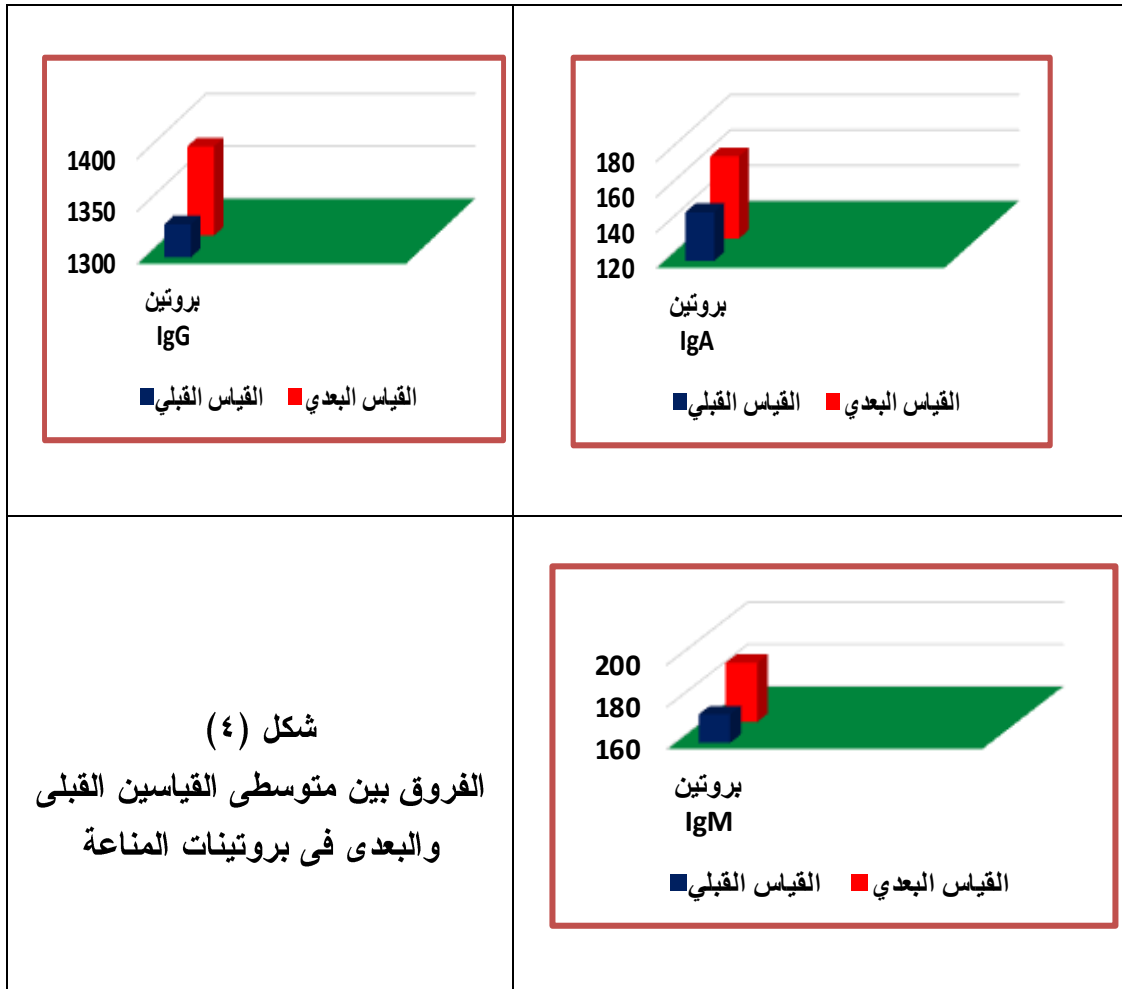 1400
1350
1300
بروتين
IgG
القياس القبلي القياس البعدي
180
160
140
120
بروتين
IgA
القياس القبلي القياس البعدي
شكل (٤)
الفروق بين متوسطى القياسين القبلى
والبعدى فى بروتينات المناعة
200
180
160
بروتين
IgM
القياس القبلي القياس البعدي